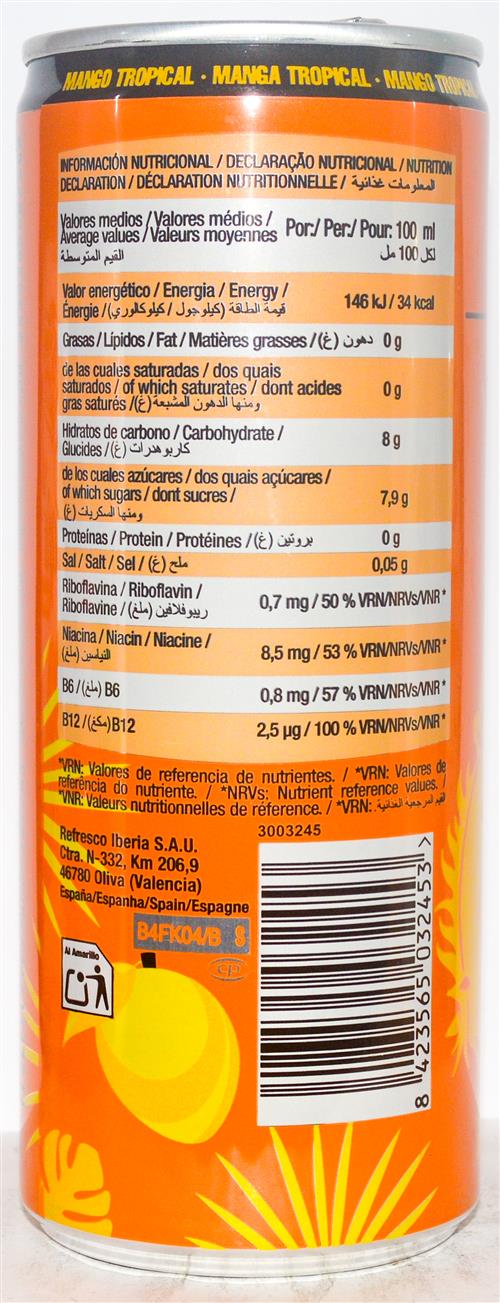 MANGO TROPICAL · MANGA TROPICAL · MANGO TROPICAL
INFORMACIÓN NUTRICIONAL / DECLARAÇÃO NUTRICIONAL / NUTRITION
DECLARATION / DÉCLARATION NUTRITIONNELLE / المعلومات غذائية
Valores medios / Valores médios / Por:/ Per:/ Pour: 100 ml
Average values / Valeurs moyennes
القيم المتوسطة لكل 100 مل
Valor energético / Energia / Energy /
Énergie / قيمة الطاقة (كيلوجول / كيلوكالوري) 146 kJ / 34 kcal
Grasas / Lípidos / Fat / Matières grasses / دهون (غ) 0 g
de las cuales saturadas / dos quais
saturados / of which saturates / dont acides 0 g
gras saturés / ومنها الدهون المشبعة (غ)
Hidratos de carbono / Carbohydrate /
Glucides / كاربوهدرات (غ) 8 g
de los cuales azúcares / dos quais açúcares /
of which sugars / dont sucres / 7,9 g
ومنها السكريات (غ)
Proteínas / Protein / Protéines / بروتين (غ) 0 g
Sal / Salt / Sel / ملح (غ) 0,05 g
Riboflavina / Riboflavin /
Riboflavine / ريبوفلافين (ملغ) 0,7 mg / 50 % VRN/NRVs/VNR *
Niacina / Niacin / Niacine /
النياسين (ملغ) 8,5 mg / 53 % VRN/NRVs/VNR *
B6 / B6 (ملغ) 0,8 mg / 57 % VRN/NRVs/VNR *
B12 / B12 (مكغ) 2,5 µg / 100 % VRN/NRVs/VNR *
*VRN: Valores de referencia de nutrientes. / *VRN: Valores de
referência do nutriente. / *NRVs: Nutrient reference values. /
*VNR: Valeurs nutritionnelles de référence. / *VRN: القيم المرجعية الغذائية.
3003245
Refresco Iberia S.A.U.
Ctra. N-332, Km 206,9
46780 Oliva (Valencia)
España/Espanha/Spain/Espagne
B4FK04/B S
Al Amarillo
8 423565 032453 >